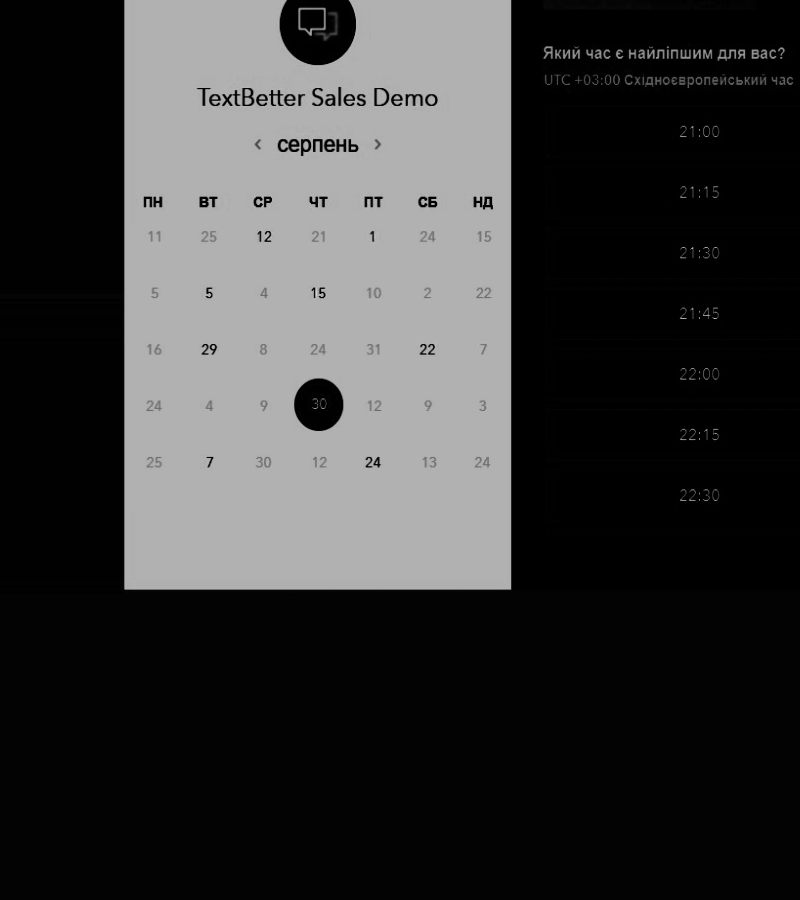 TextBetter Sales Demo
‹ серпень ›
ПН ВТ СР ЧТ ПТ СБ НД
11 25 12 21 1 24 15
5 5 4 15 10 2 22
16 29 8 24 31 22 7
24 4 9 30 12 9 3
25 7 30 12 24 13 24
Який час є найліпшим для вас?
UTC +03:00 Східноєвропейський час
21:00
21:15
21:30
21:45
22:00
22:15
22:30